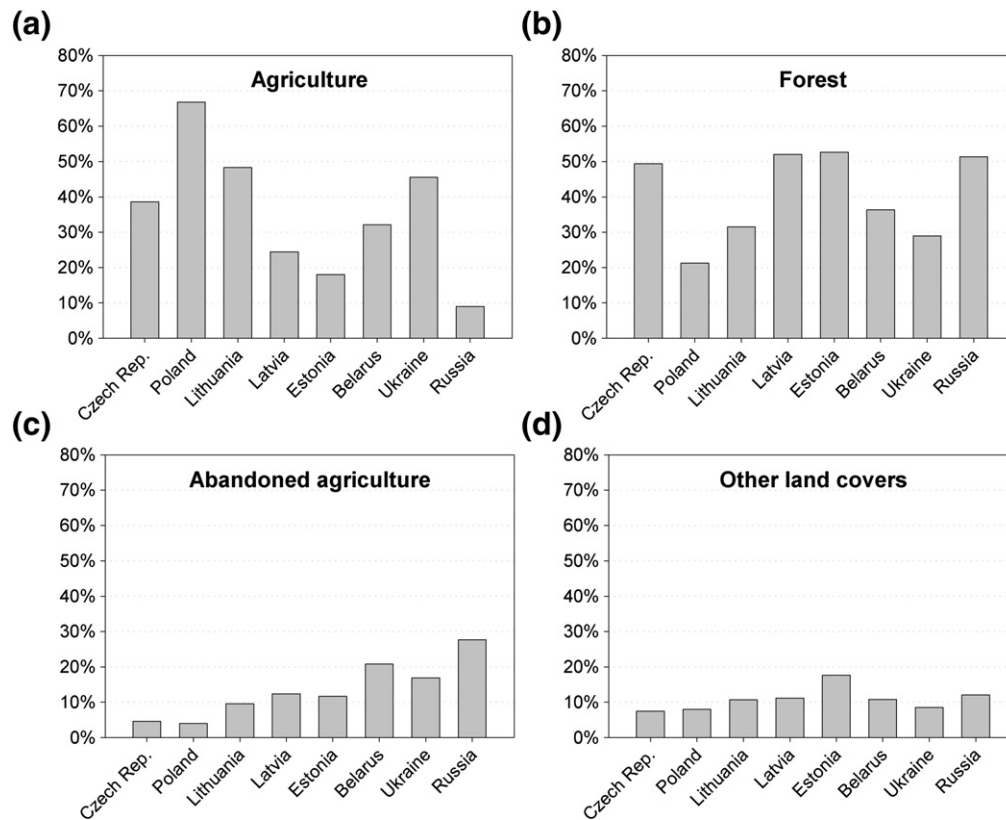 (a)
Agriculture
80%
70%
60%
50%
40%
30%
20%
10%
0%
Czech Rep.
Poland
Lithuania
Latvia
Estonia
Belarus
Ukraine
Russia
(b)
Forest
80%
70%
60%
50%
40%
30%
20%
10%
0%
Czech Rep.
Poland
Lithuania
Latvia
Estonia
Belarus
Ukraine
Russia
(c)
Abandoned agriculture
80%
70%
60%
50%
40%
30%
20%
10%
0%
Czech Rep.
Poland
Lithuania
Latvia
Estonia
Belarus
Ukraine
Russia
(d)
Other land covers
80%
70%
60%
50%
40%
30%
20%
10%
0%
Czech Rep.
Poland
Lithuania
Latvia
Estonia
Belarus
Ukraine
Russia